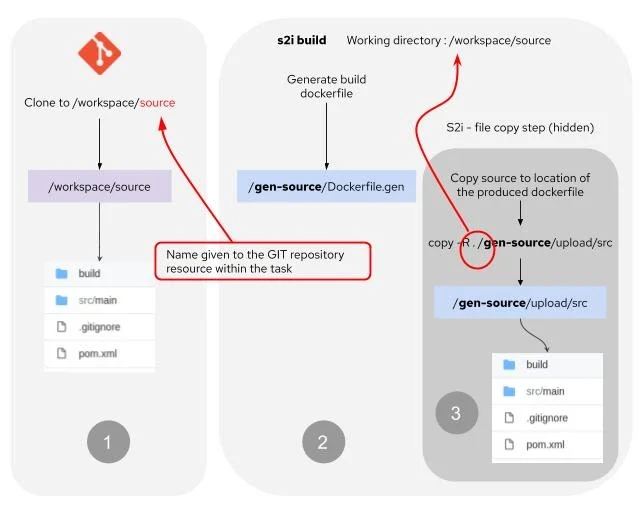 Clone to /workspace/source
/workspace/source
build
src/main
.gitignore
pom.xml
1
Name given to the GIT repository
resource within the task
s2i build Working directory : /workspace/source
Generate build
dockerfile
/gen-source/Dockerfile.gen
2
S2i - file copy step (hidden)
Copy source to location of
the produced dockerfile
copy -R . /gen-source/upload/src
/gen-source/upload/src
build
src/main
.gitignore
pom.xml
3